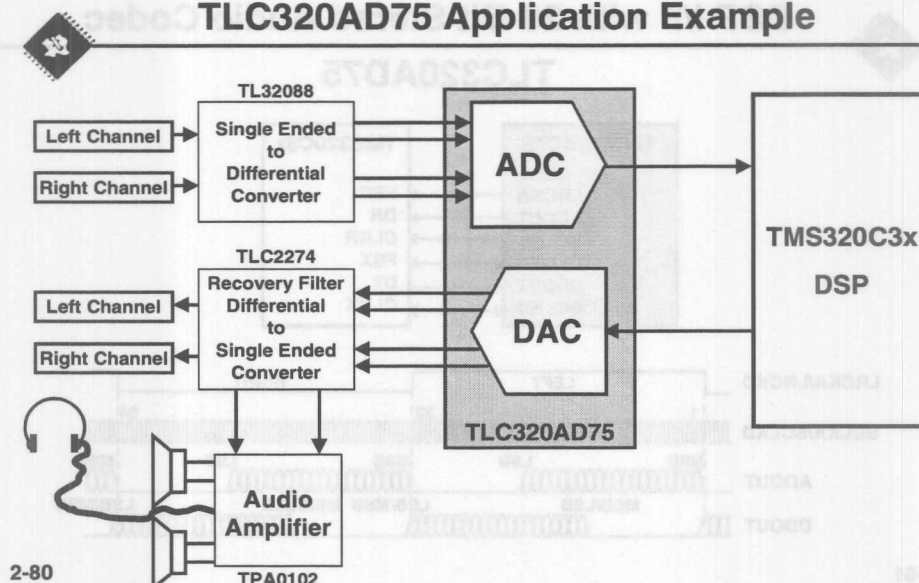 TLC320AD75 Application Example
TL32088
Left Channel
Right Channel
Single Ended
to
Differential
Converter
ADC
TMS320C3x
DSP
TLC2274
Left Channel
Right Channel
Recovery Filter
Differential
to
Single Ended
Converter
DAC
TLC320AD75
Audio
Amplifier
TPA0102
2-80